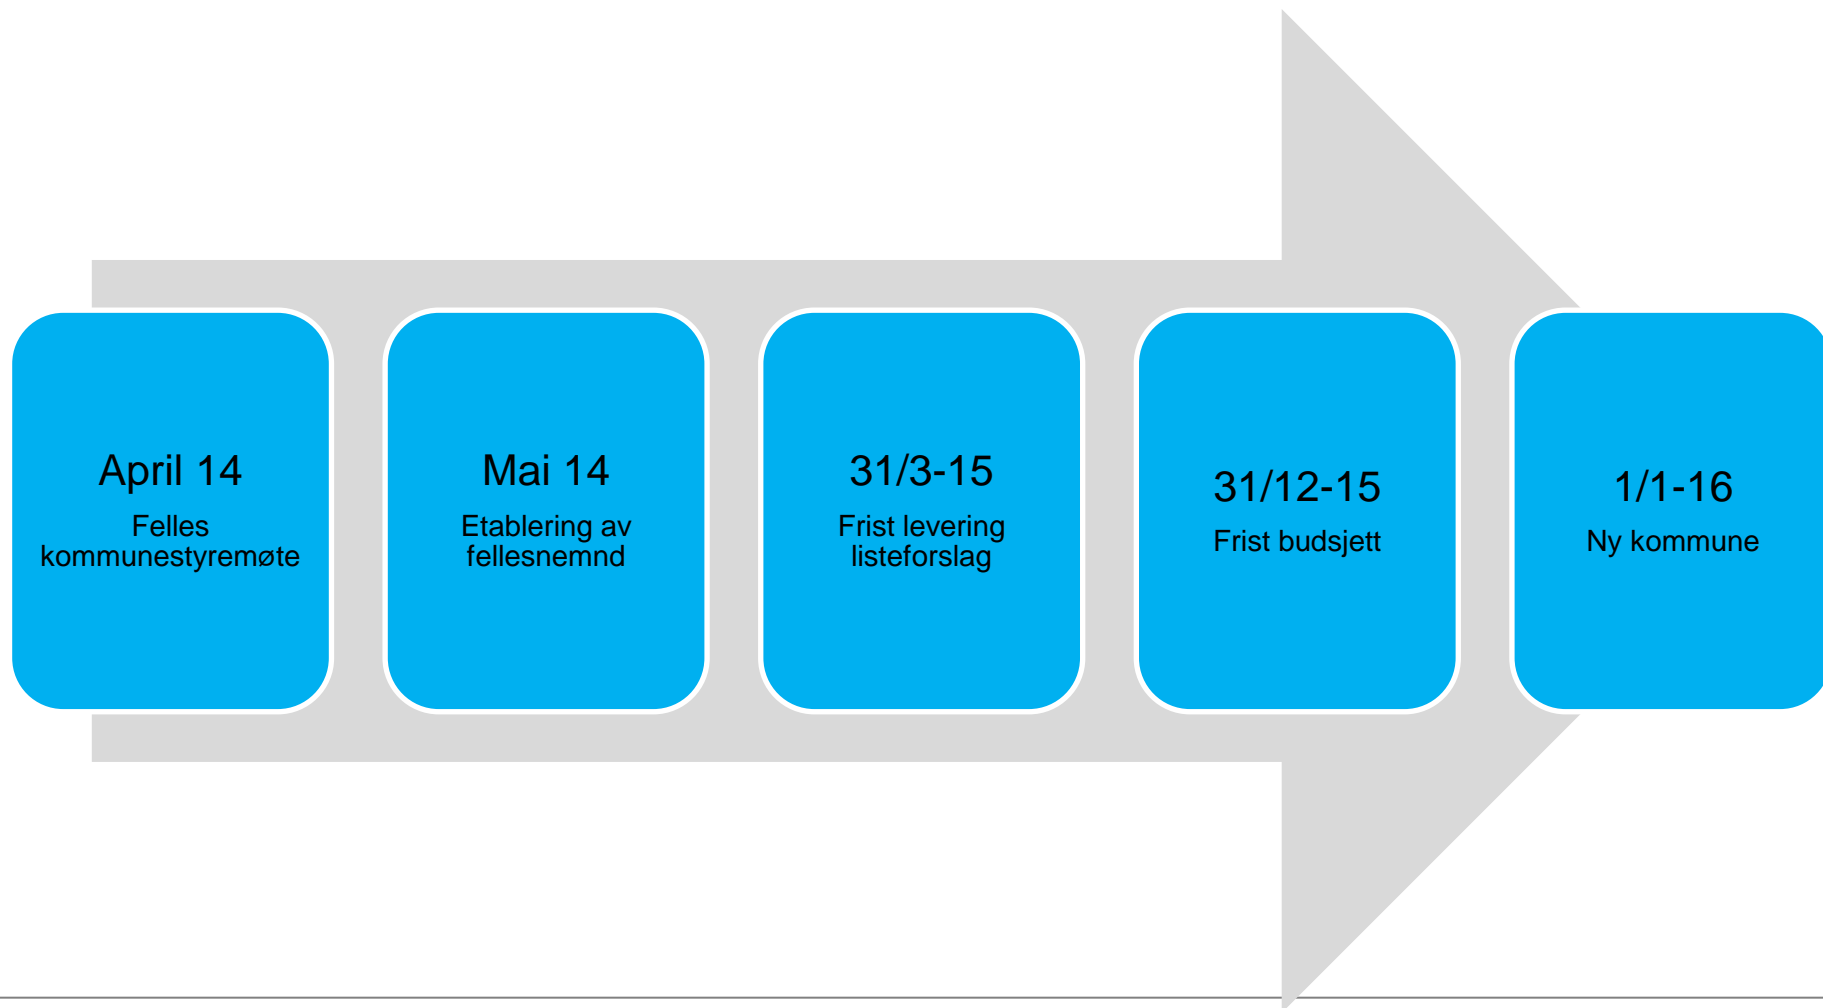 April 14
Felles
kommunestyremøte
Mai 14
Etablering av
fellesnemnd
31/3-15
Frist levering
listeforslag
31/12-15
Frist budsjett
1/1-16
Ny kommune